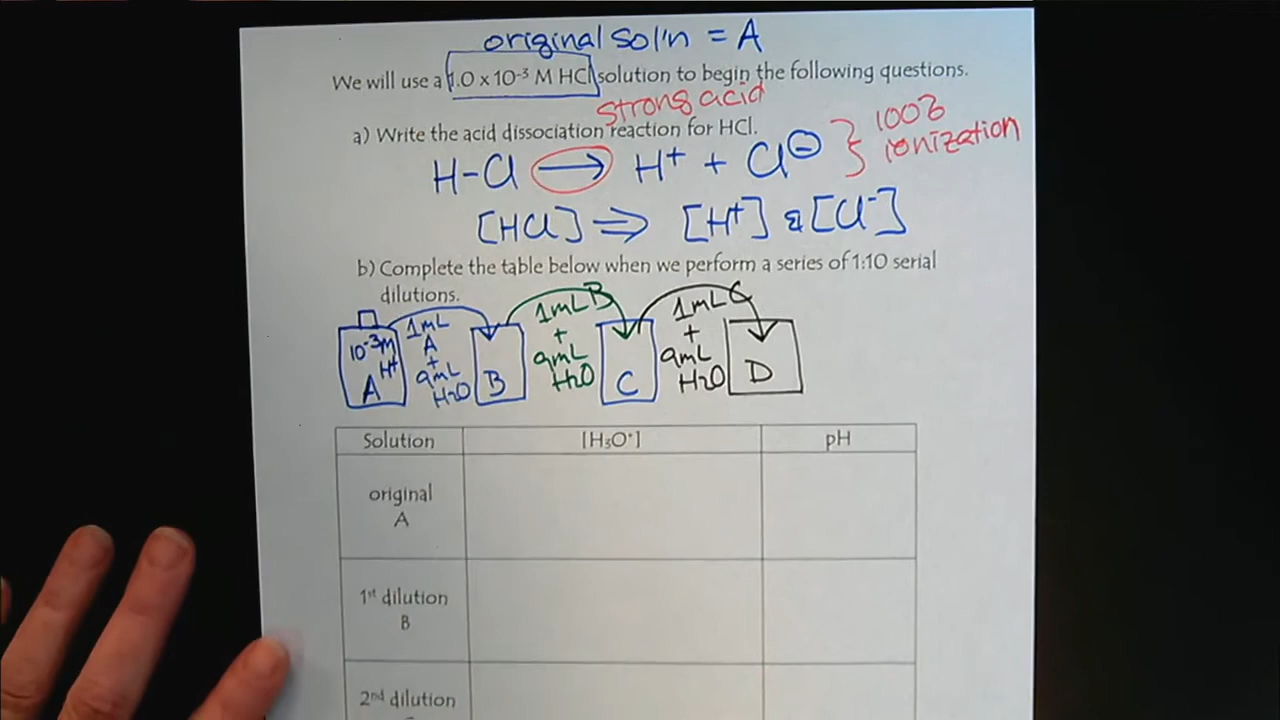 original sol'n = A
We will use a 1.0 x 10⁻³ M HCl solution to begin the following questions.
strong acid
a) Write the acid dissociation reaction for HCl.
100%
ionization
H-Cl → H⁺ + Cl⊖
[HCl] ⇒ [H⁺] & [Cl⁻]
b) Complete the table below when we perform a series of 1:10 serial
dilutions.
10⁻³M
H⁺
A
1mL
A
+
9mL
H2O
B
1mL B
+
9mL
H2O
C
1mL C
+
9mL
H2O
D
Solution [H₃O⁺] pH
original
A
1st dilution
B
2nd dilution